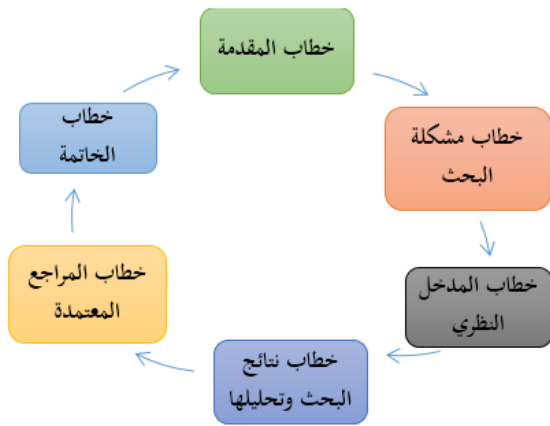 خطاب المقدمة
خطاب مشكلة
البحث
خطاب المدخل
النظري
خطاب نتائج
البحث وتحليلها
خطاب المراجع
المعتمدة
خطاب
الخاتمة